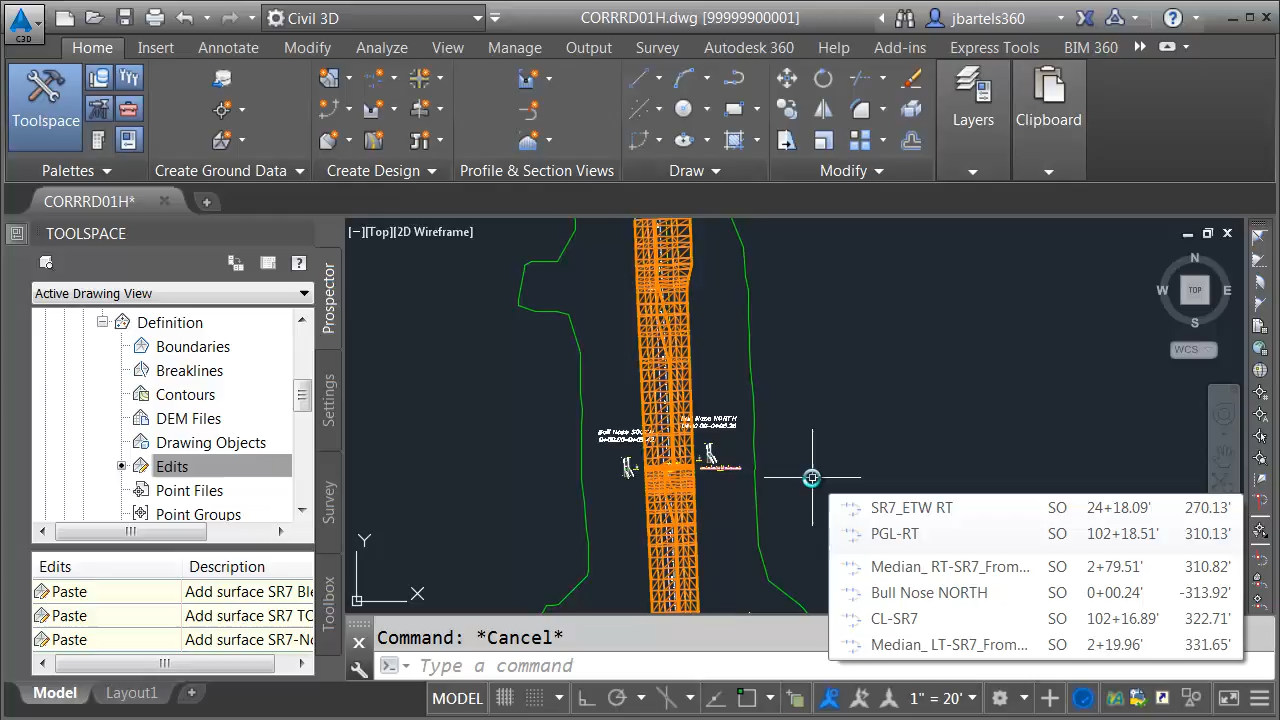 C3D
Civil 3D
CORRRD01H.dwg [99999900001]
jbartels360
Home Insert Annotate Modify Analyze View Manage Output Survey Autodesk 360 Help Add-ins Express Tools BIM 360
Toolspace
Layers
Clipboard
Palettes
Create Ground Data
Create Design
Profile & Section Views
Draw
Modify
CORRRD01H*
TOOLSPACE
Active Drawing View
Definition
Boundaries
Breaklines
Contours
DEM Files
Drawing Objects
Edits
Point Files
Point Groups
Prospector
Settings
Survey
Toolbox
Edits Description
Paste Add surface SR7 Ble
Paste Add surface SR7 TO
Paste Add surface SR7-No
[−][Top][2D Wireframe]
N
W TOP E
S
WCS
Y
X
SR7_ETW RT SO 24+18.09' 270.13'
PGL-RT SO 102+18.51' 310.13'
Median_ RT-SR7_From... SO 2+79.51' 310.82'
Bull Nose NORTH SO 0+00.24' -313.92'
CL-SR7 SO 102+16.89' 322.71'
Median_ LT-SR7_From... SO 2+19.96' 331.65'
Command: *Cancel*
Type a command
Model Layout1
MODEL
1" = 20'